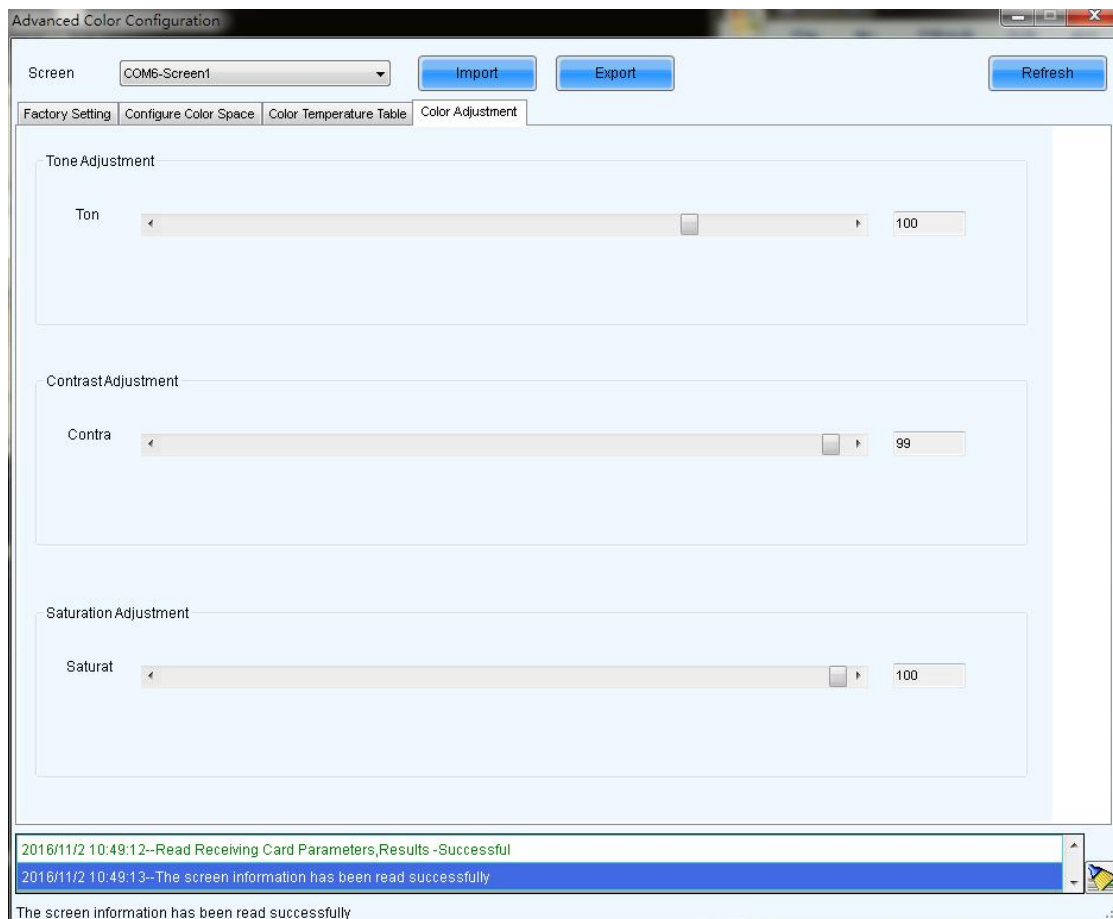 Advanced Color Configuration
Screen COM6-Screen1 Import Export Refresh
Factory Setting Configure Color Space Color Temperature Table Color Adjustment
Tone Adjustment
Ton 100
Contrast Adjustment
Contra 99
Saturation Adjustment
Saturat 100
2016/11/2 10:49:12--Read Receiving Card Parameters,Results -Successful
2016/11/2 10:49:13--The screen information has been read successfully
The screen information has been read successfully